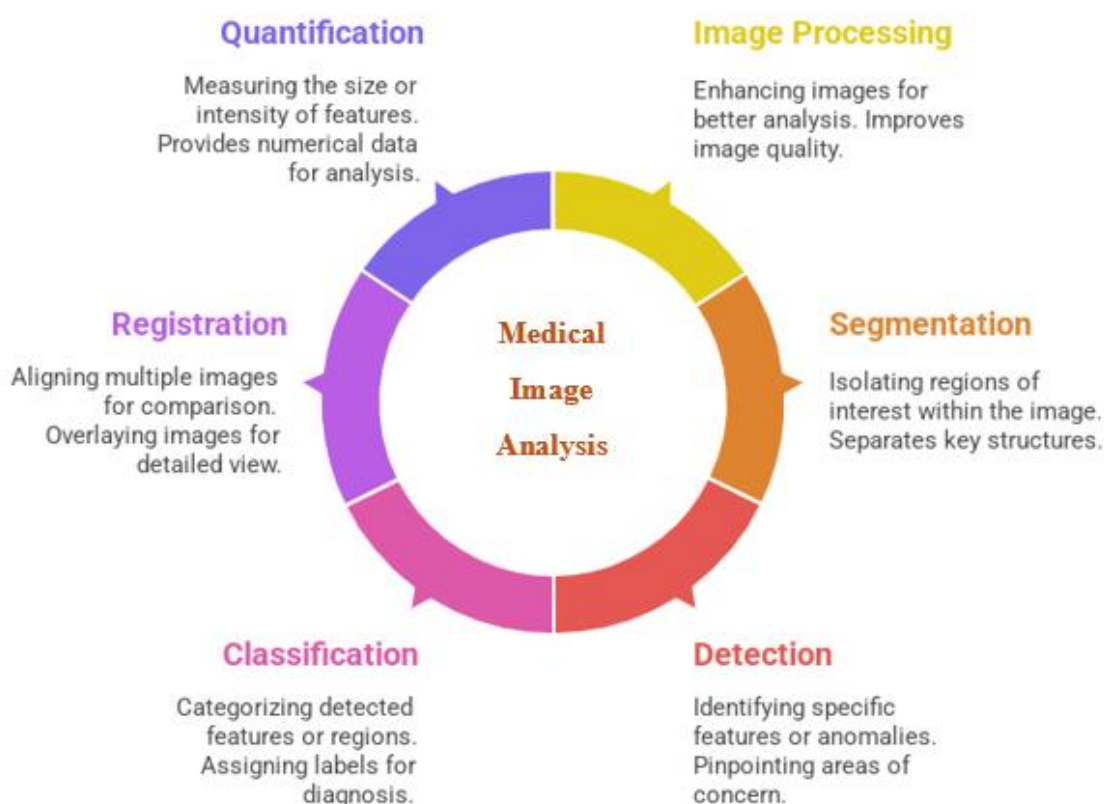 Quantification
Measuring the size or
intensity of features.
Provides numerical data
for analysis.
Image Processing
Enhancing images for
better analysis. Improves
image quality.
Registration
Aligning multiple images
for comparison.
Overlaying images for
detailed view.
Medical
Image
Analysis
Segmentation
Isolating regions of
interest within the image.
Separates key structures.
Classification
Categorizing detected
features or regions.
Assigning labels for
diagnosis.
Detection
Identifying specific
features or anomalies.
Pinpointing areas of
concern.